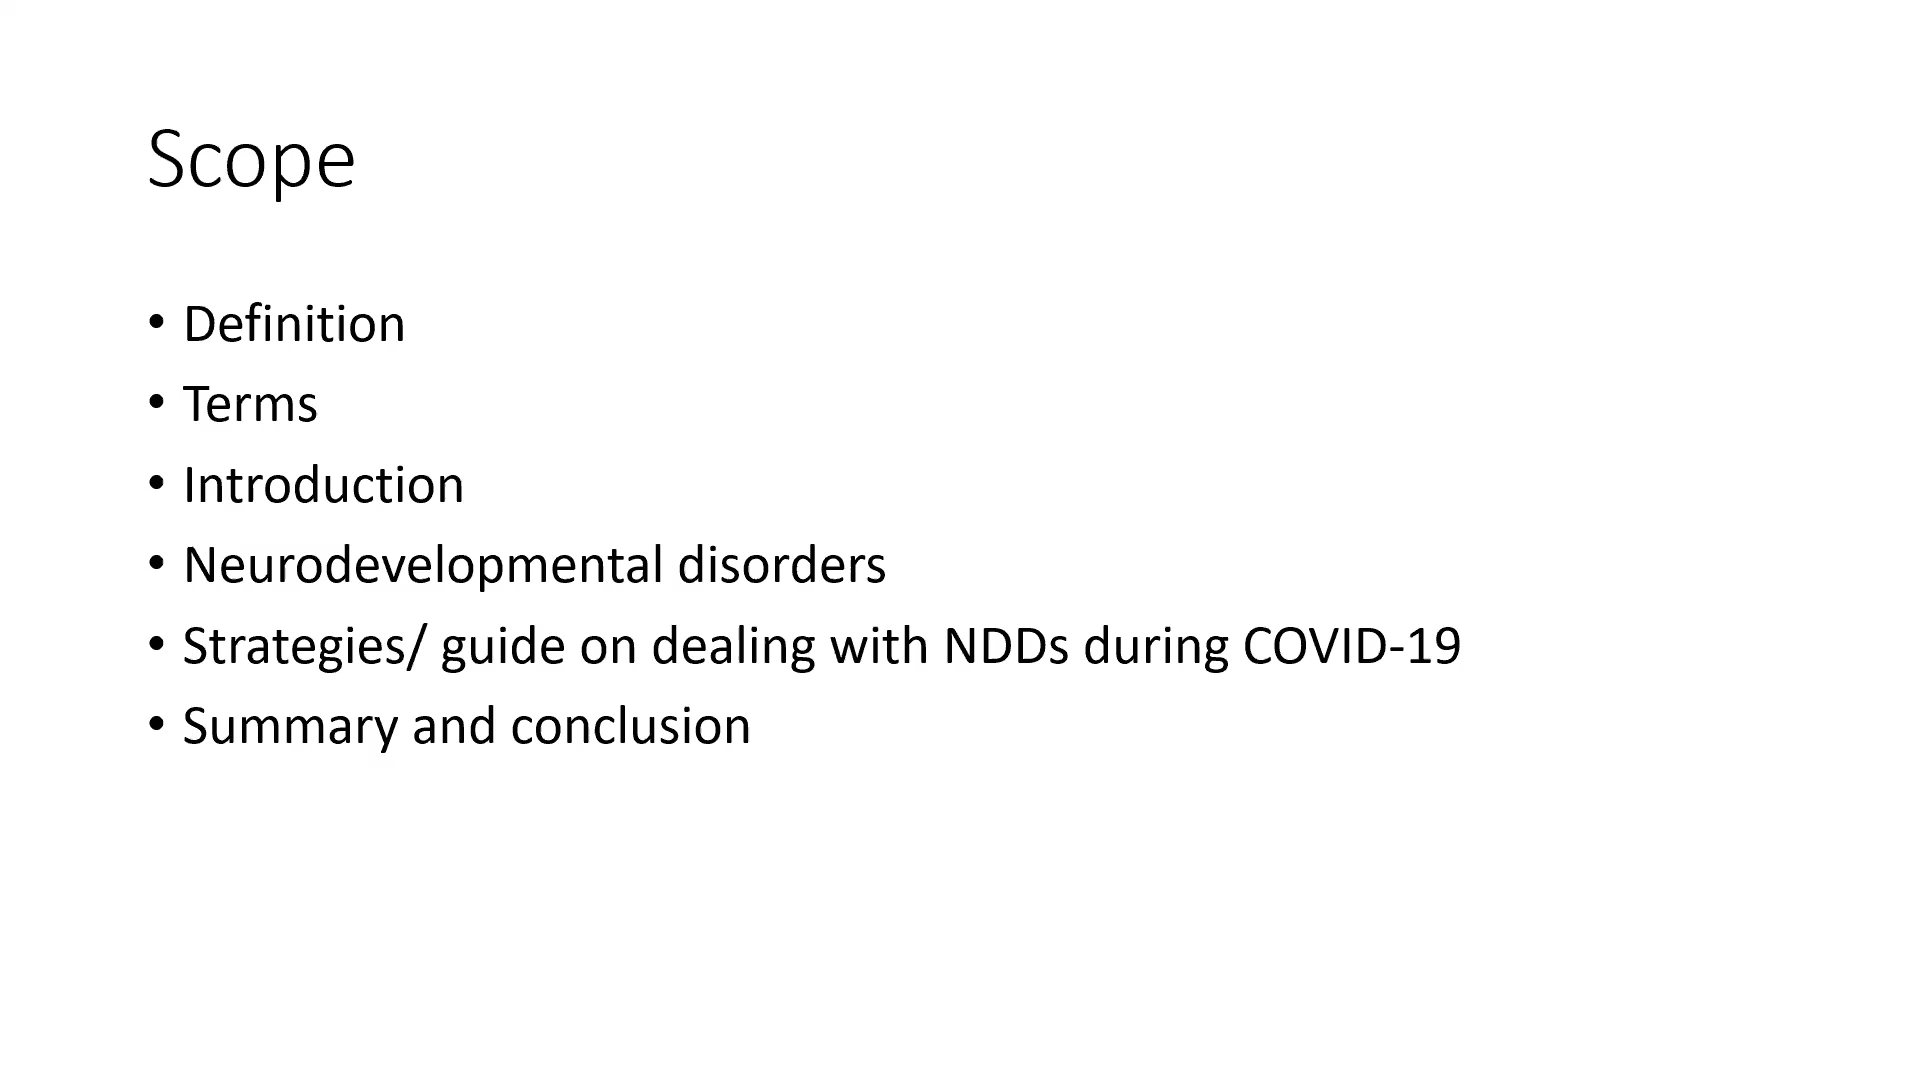 Scope
• Definition
• Terms
• Introduction
• Neurodevelopmental disorders
• Strategies/ guide on dealing with NDDs during COVID-19
• Summary and conclusion